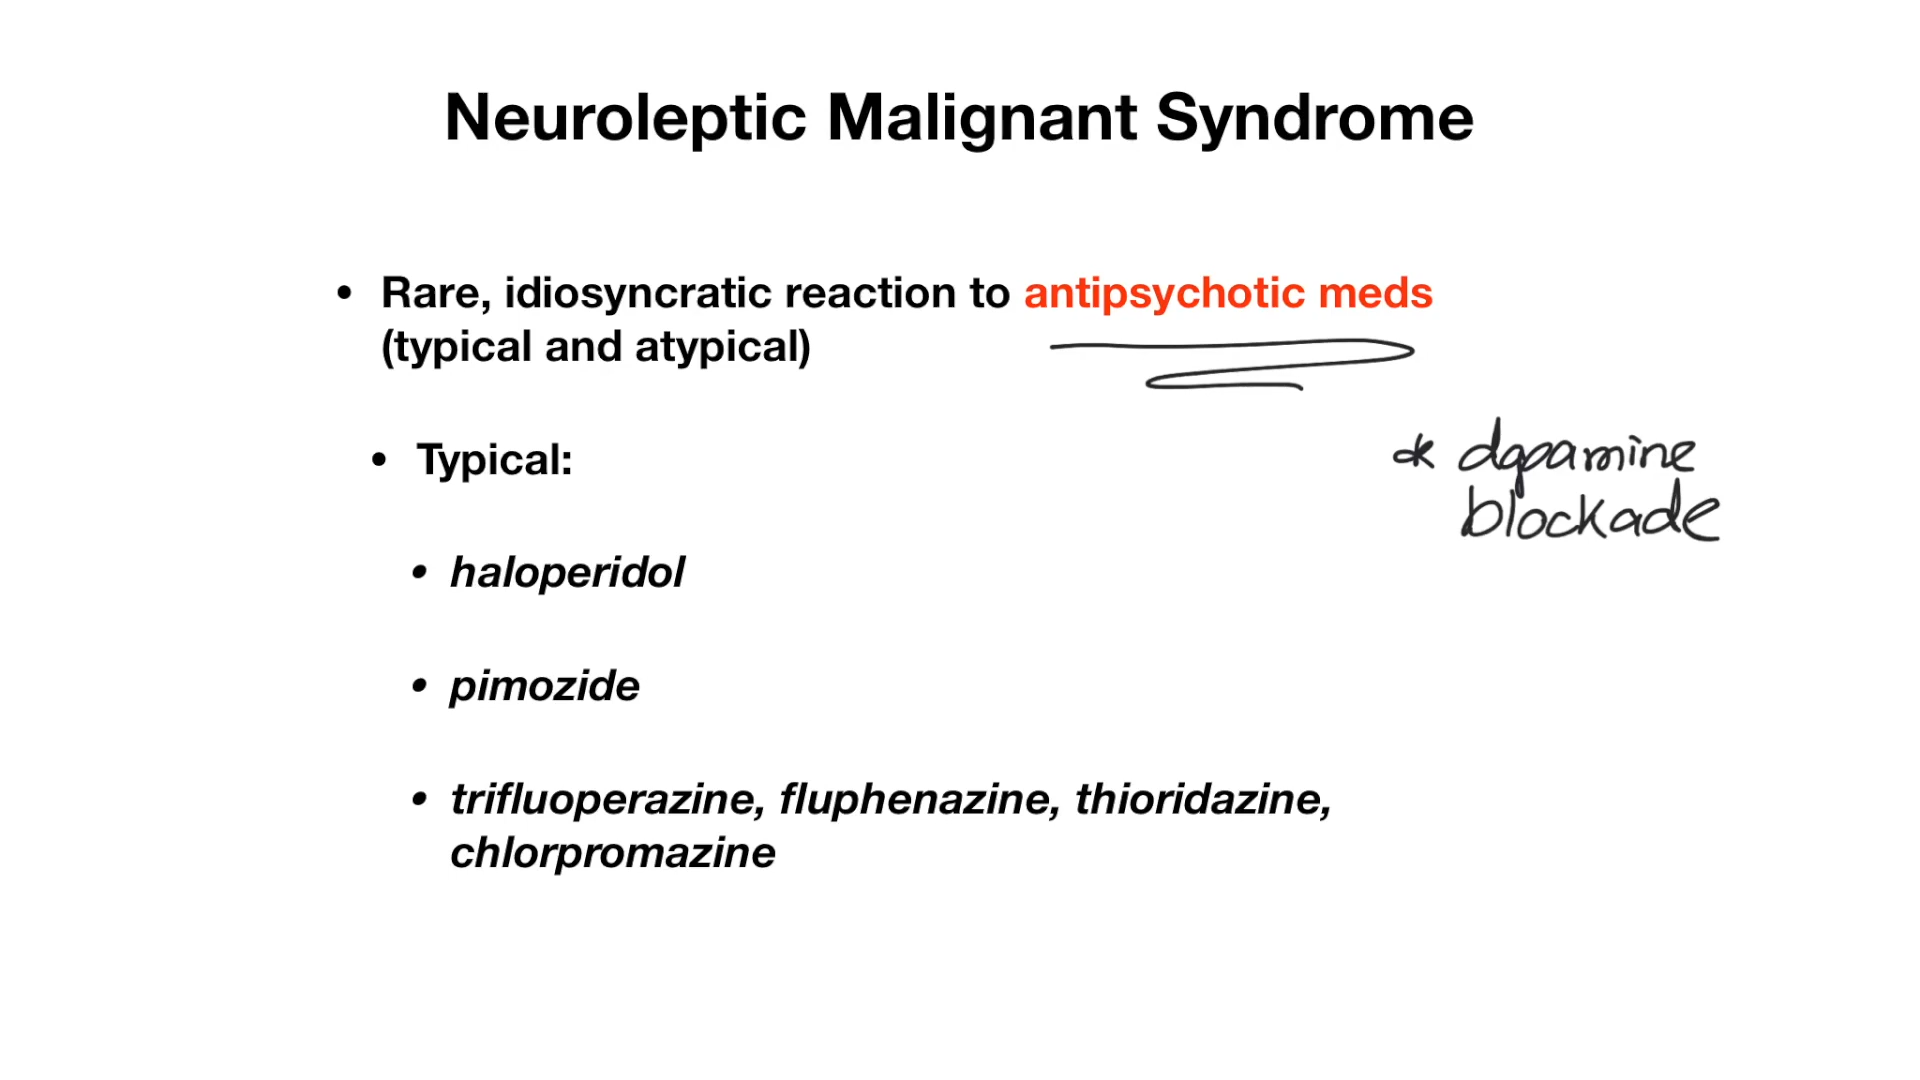 Neuroleptic Malignant Syndrome
• Rare, idiosyncratic reaction to antipsychotic meds
(typical and atypical)
* dopamine
blockade
• Typical:
• haloperidol
• pimozide
• trifluoperazine, fluphenazine, thioridazine,
chlorpromazine